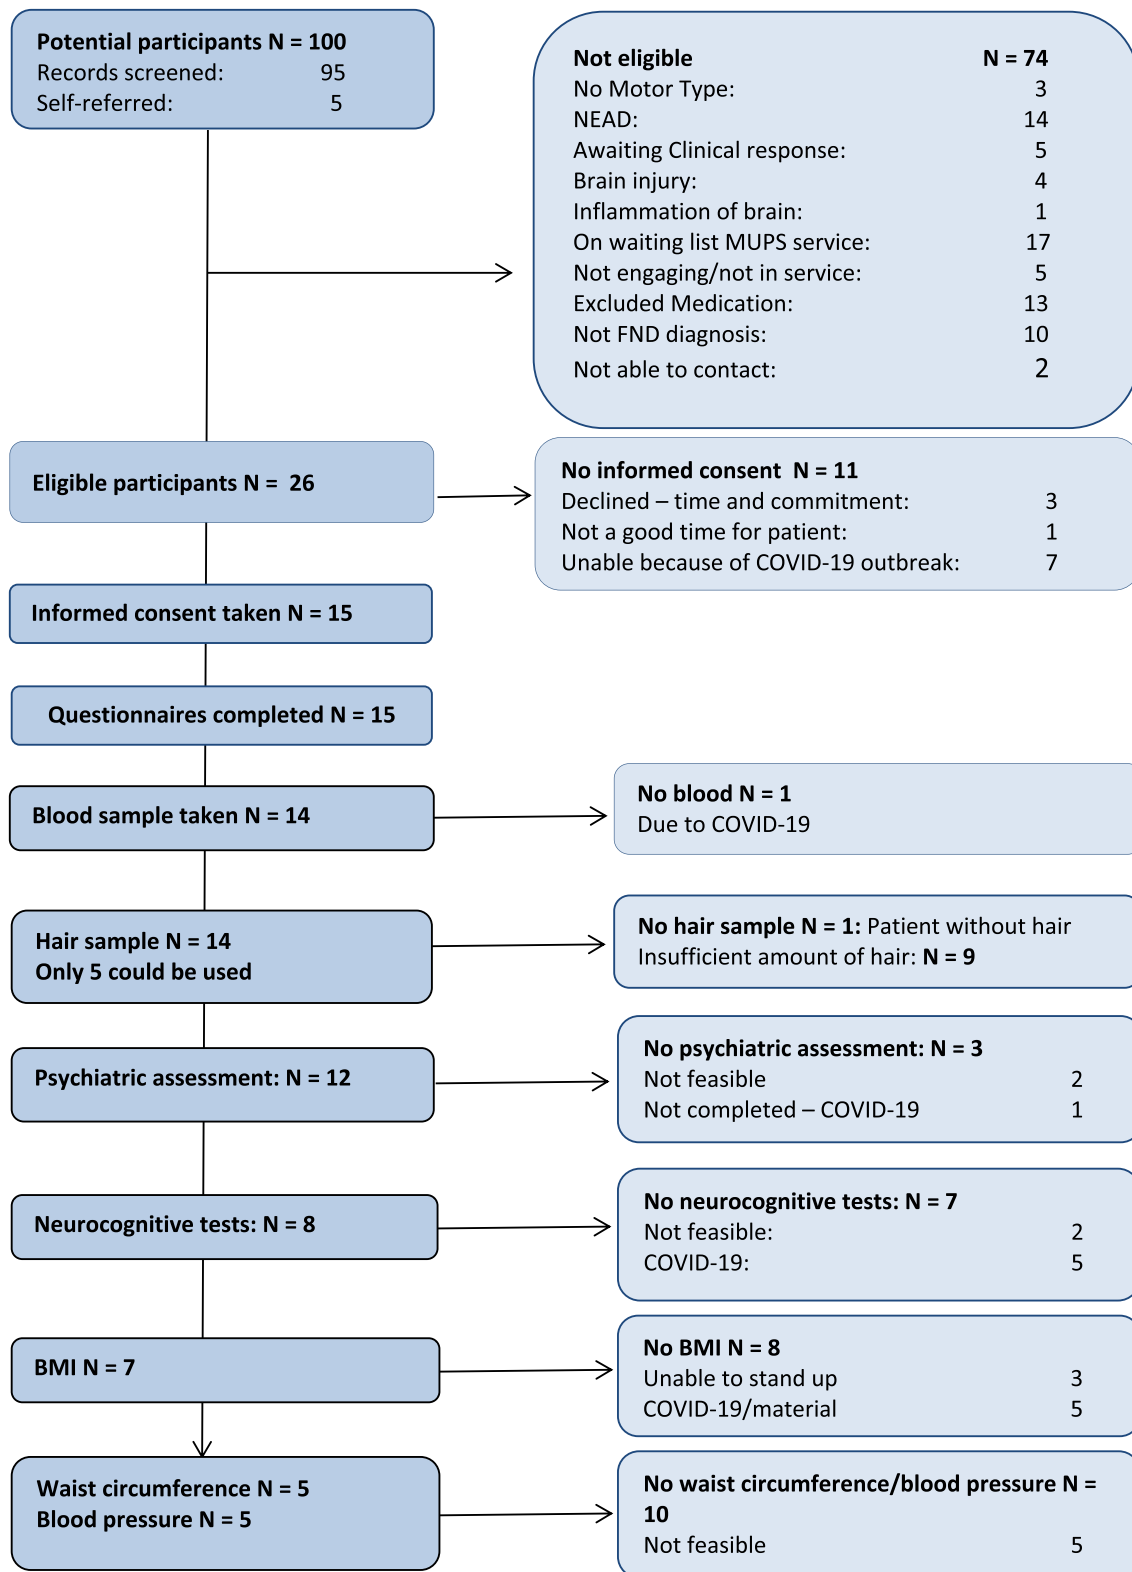 Potential participants N = 100
Records screened: 95
Self-referred: 5
Not eligible N = 74
No Motor Type: 3
NEAD: 14
Awaiting Clinical response: 5
Brain injury: 4
Inflammation of brain: 1
On waiting list MUPS service: 17
Not engaging/not in service: 5
Excluded Medication: 13
Not FND diagnosis: 10
Not able to contact: 2
Eligible participants N = 26
No informed consent N = 11
Declined – time and commitment: 3
Not a good time for patient: 1
Unable because of COVID-19 outbreak: 7
Informed consent taken N = 15
Questionnaires completed N = 15
Blood sample taken N = 14
No blood N = 1
Due to COVID-19
Hair sample N = 14
Only 5 could be used
No hair sample N = 1: Patient without hair
Insufficient amount of hair: N = 9
Psychiatric assessment: N = 12
No psychiatric assessment: N = 3
Not feasible 2
Not completed – COVID-19 1
Neurocognitive tests: N = 8
No neurocognitive tests: N = 7
Not feasible: 2
COVID-19: 5
BMI N = 7
No BMI N = 8
Unable to stand up 3
COVID-19/material 5
Waist circumference N = 5
Blood pressure N = 5
No waist circumference/blood pressure N =
10
Not feasible 5